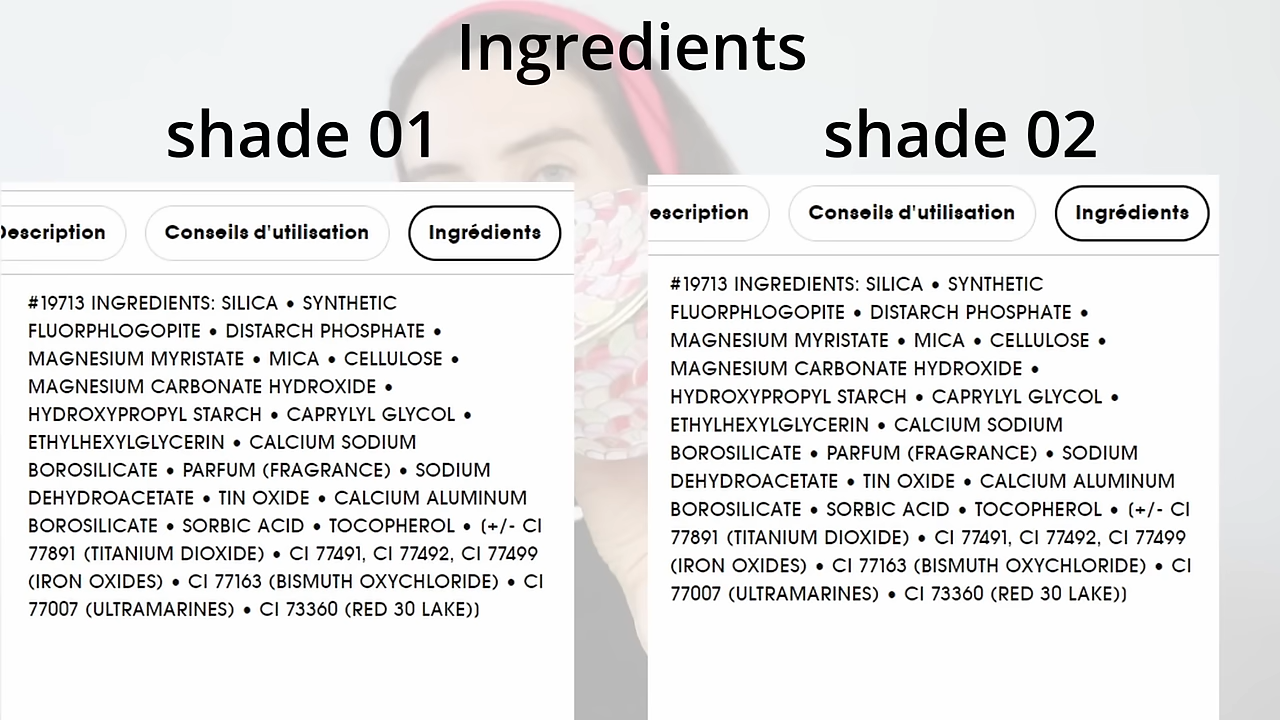 Ingredients
shade 01
escription
Conseils d'utilisation
Ingrédients
#19713 INGREDIENTS: SILICA • SYNTHETIC
FLUORPHLOGOPITE • DISTARCH PHOSPHATE •
MAGNESIUM MYRISTATE • MICA • CELLULOSE •
MAGNESIUM CARBONATE HYDROXIDE •
HYDROXYPROPYL STARCH • CAPRYLYL GLYCOL •
ETHYLHEXYLGLYCERIN • CALCIUM SODIUM
BOROSILICATE • PARFUM (FRAGRANCE) • SODIUM
DEHYDROACETATE • TIN OXIDE • CALCIUM ALUMINUM
BOROSILICATE • SORBIC ACID • TOCOPHEROL • [+/- CI
77891 (TITANIUM DIOXIDE) • CI 77491, CI 77492, CI 77499
(IRON OXIDES) • CI 77163 (BISMUTH OXYCHLORIDE) • CI
77007 (ULTRAMARINES) • CI 73360 (RED 30 LAKE)]
shade 02
escription
Conseils d'utilisation
Ingrédients
#19713 INGREDIENTS: SILICA • SYNTHETIC
FLUORPHLOGOPITE • DISTARCH PHOSPHATE •
MAGNESIUM MYRISTATE • MICA • CELLULOSE •
MAGNESIUM CARBONATE HYDROXIDE •
HYDROXYPROPYL STARCH • CAPRYLYL GLYCOL •
ETHYLHEXYLGLYCERIN • CALCIUM SODIUM
BOROSILICATE • PARFUM (FRAGRANCE) • SODIUM
DEHYDROACETATE • TIN OXIDE • CALCIUM ALUMINUM
BOROSILICATE • SORBIC ACID • TOCOPHEROL • [+/- CI
77891 (TITANIUM DIOXIDE) • CI 77491, CI 77492, CI 77499
(IRON OXIDES) • CI 77163 (BISMUTH OXYCHLORIDE) • CI
77007 (ULTRAMARINES) • CI 73360 (RED 30 LAKE)]